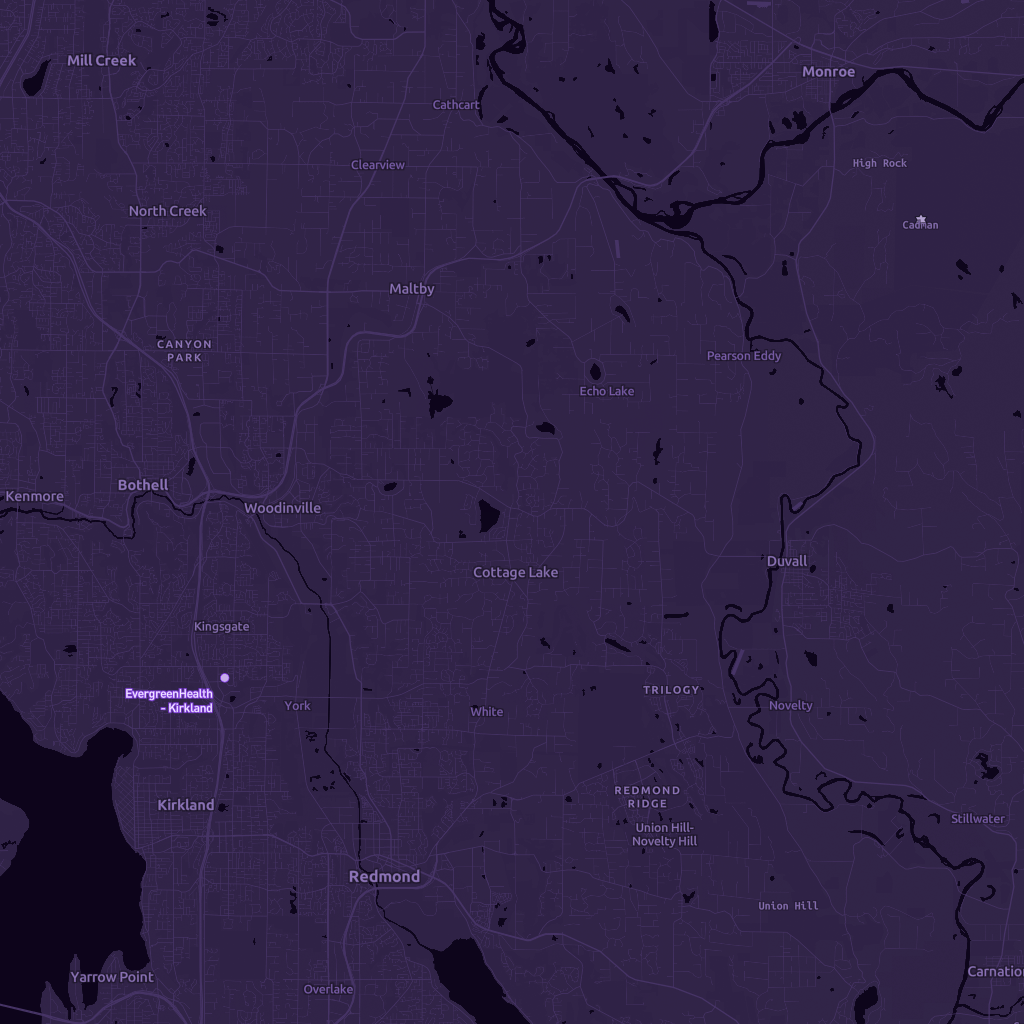 Mill Creek
Monroe
Cathcart
Clearview
High Rock
North Creek
Cadman
Maltby
CANYON
PARK
Pearson Eddy
Echo Lake
Bothell
Kenmore
Woodinville
Duvall
Cottage Lake
Kingsgate
EvergreenHealth
- Kirkland
TRILOGY
York
White
Novelty
REDMOND
RIDGE
Kirkland
Stillwater
Union Hill-
Novelty Hill
Redmond
Union Hill
Yarrow Point
Carnation
Overlake